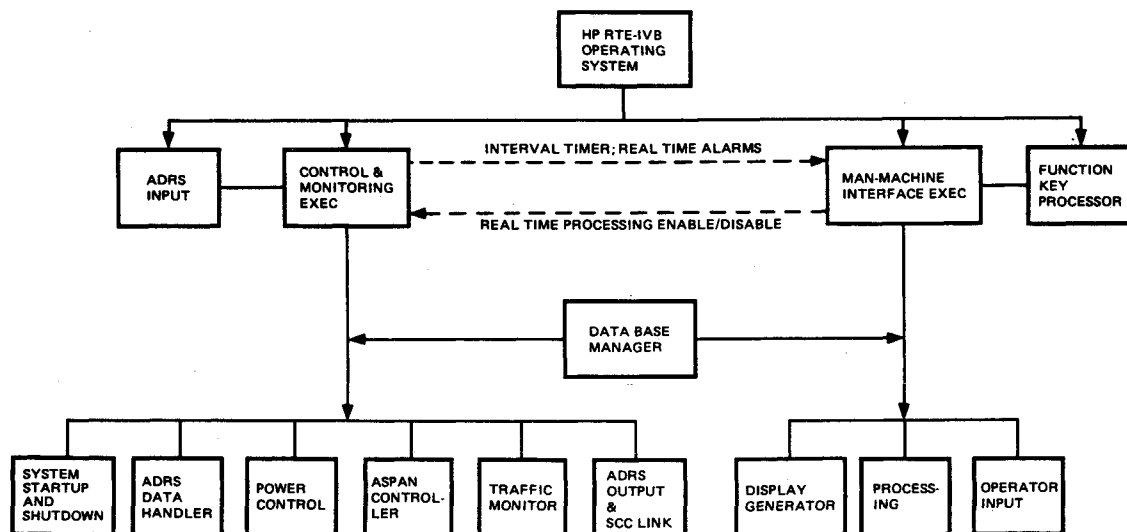 HP RTE-IVB
OPERATING
SYSTEM
ADRS
INPUT
CONTROL &
MONITORING
EXEC
INTERVAL TIMER; REAL TIME ALARMS
REAL TIME PROCESSING ENABLE/DISABLE
MAN-MACHINE
INTERFACE EXEC
FUNCTION
KEY
PROCESSOR
DATA BASE
MANAGER
SYSTEM
STARTUP
AND
SHUTDOWN
ADRS
DATA
HANDLER
POWER
CONTROL
ASPAN
CONTROL-
LER
TRAFFIC
MONITOR
ADRS
OUTPUT
&
SCC LINK
DISPLAY
GENERATOR
PROCESS-
ING
OPERATOR
INPUT